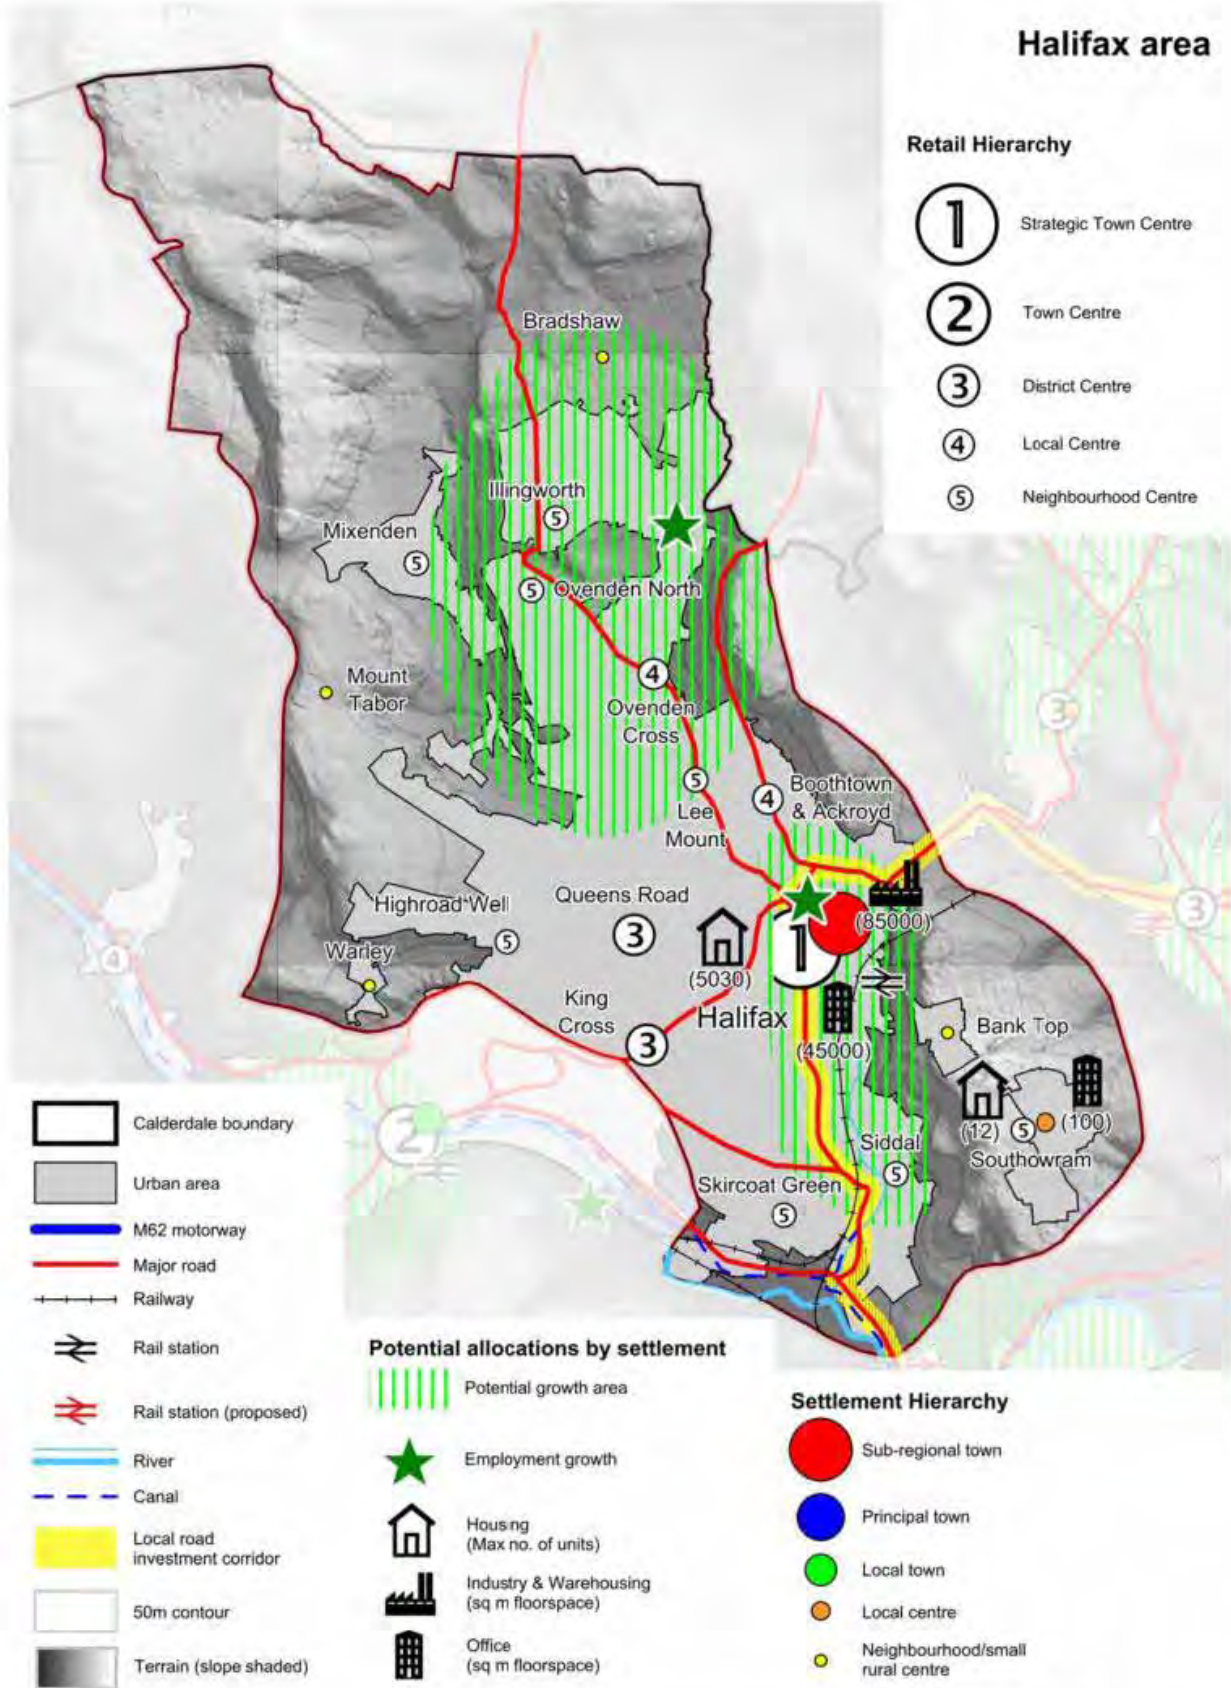 Halifax area
Retail Hierarchy
1 Strategic Town Centre
2 Town Centre
3 District Centre
4 Local Centre
5 Neighbourhood Centre
Bradshaw
Illingworth
5
Mixenden
5
5 Ovenden North
Mount
Tabor
4
Ovenden
Cross
3
5
Lee
Mount
4
Boothtown
& Ackroyd
Highroad Well
5
Queens Road
3
(5030)
1
(85000)
3
4
Warley
King
Cross
3
Halifax
(45000)
Bank Top
(12)
5
(100)
Southowram
2
Siddal
5
Skircoat Green
5
Calderdale boundary
Urban area
M62 motorway
Major road
Railway
Rail station
Rail station (proposed)
River
Canal
Local road
investment corridor
50m contour
Terrain (slope shaded)
Potential allocations by settlement
Potential growth area
Employment growth
Housing
(Max no. of units)
Industry & Warehousing
(sq m floorspace)
Office
(sq m floorspace)
Settlement Hierarchy
Sub-regional town
Principal town
Local town
Local centre
Neighbourhood/small
rural centre